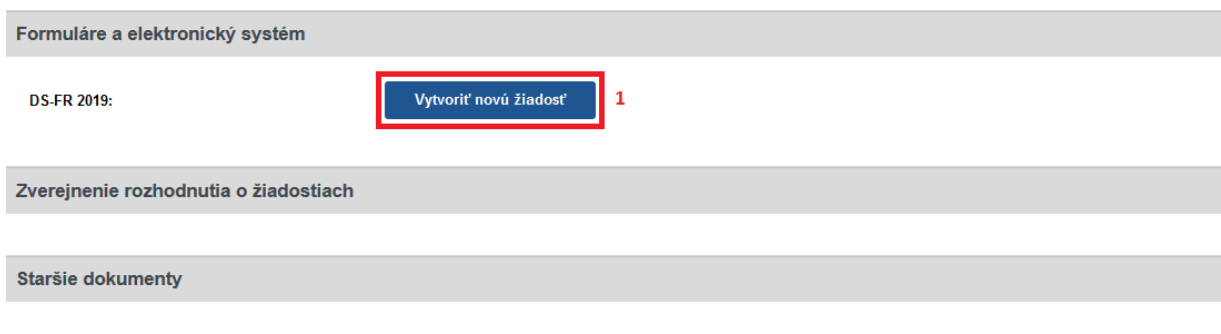 Formuláre a elektronický systém
DS-FR 2019: Vytvoriť novú žiadosť 1
Zverejnenie rozhodnutia o žiadostiach
Staršie dokumenty